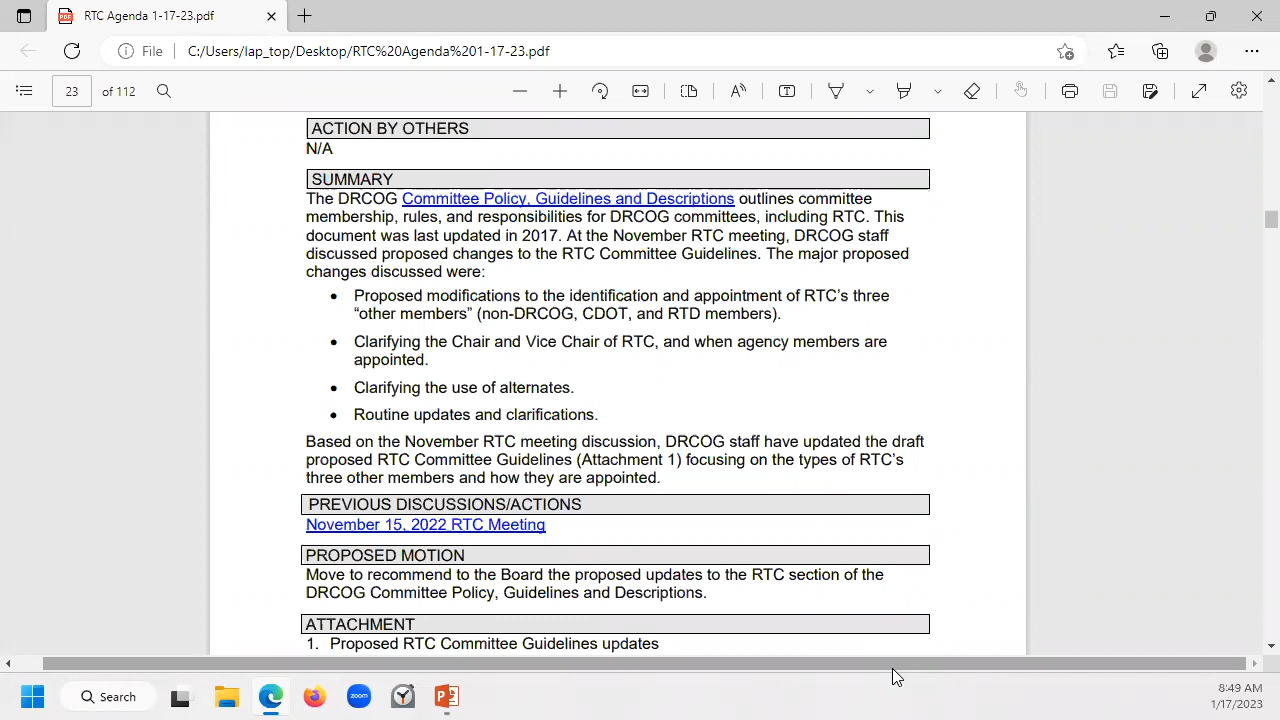 RTC Agenda 1-17-23.pdf
File C:/Users/lap_top/Desktop/RTC%20Agenda%201-17-23.pdf
23 of 112
ACTION BY OTHERS
N/A
SUMMARY
The DRCOG Committee Policy, Guidelines and Descriptions outlines committee
membership, rules, and responsibilities for DRCOG committees, including RTC. This
document was last updated in 2017. At the November RTC meeting, DRCOG staff
discussed proposed changes to the RTC Committee Guidelines. The major proposed
changes discussed were:
• Proposed modifications to the identification and appointment of RTC’s three
“other members” (non-DRCOG, CDOT, and RTD members).
• Clarifying the Chair and Vice Chair of RTC, and when agency members are
appointed.
• Clarifying the use of alternates.
• Routine updates and clarifications.
Based on the November RTC meeting discussion, DRCOG staff have updated the draft
proposed RTC Committee Guidelines (Attachment 1) focusing on the types of RTC’s
three other members and how they are appointed.
PREVIOUS DISCUSSIONS/ACTIONS
November 15, 2022 RTC Meeting
PROPOSED MOTION
Move to recommend to the Board the proposed updates to the RTC section of the
DRCOG Committee Policy, Guidelines and Descriptions.
ATTACHMENT
1. Proposed RTC Committee Guidelines updates
Search
zoom
8:49 AM
1/17/2023